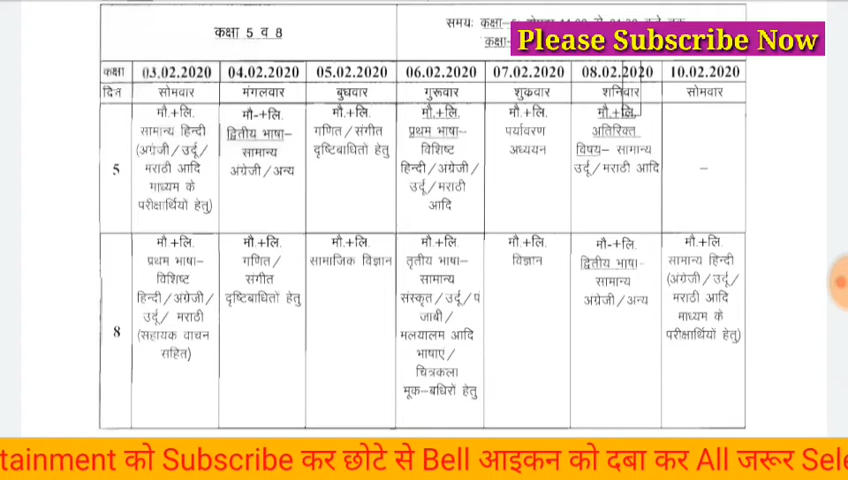 कक्षा 5 व 8
समयः कक्षा
कक्षा-
Please Subscribe Now
कक्षा 03.02.2020 04.02.2020 05.02.2020 06.02.2020 07.02.2020 08.02.2020 10.02.2020
दिन सोमवार मंगलवार बुधवार गुरूवार शुक्रवार शनिवार सोमवार
5
मौ.+लि.
सामान्य हिन्दी
(अंग्रेजी/उर्दू/
मराठी आदि
माध्यम के
परीक्षार्थियों हेतु)
मौ-+लि.
द्वितीय भाषा–
सामान्य
अंग्रेजी/अन्य
मौ.+लि.
गणित/संगीत
दृष्टिबाधितो हेतु
मौ.+लि.
प्रथम भाषा–
विशिष्ट
हिन्दी/अंग्रेजी/
उर्दू/मराठी
आदि
मौ.+लि.
पर्यावरण
अध्ययन
मौ.+लि.
अतिरिक्त
विषय– सामान्य
उर्दू/मराठी आदि
–
8
मौ.+लि.
प्रथम भाषा–
विशिष्ट
हिन्दी/अंग्रेजी/
उर्दू/ मराठी
(सहायक वाचन
सहित)
मौ.+लि.
गणित/
संगीत
दृष्टिबाधितों हेतु
मौ.+लि.
सामाजिक विज्ञान
मौ.+लि.
तृतीय भाषा–
सामान्य
संस्कृत/उर्दू/पं
जाबी/
मलयालम आदि
भाषाएं/
चित्रकला
मूक–बधिरों हेतु
मौ.+लि.
विज्ञान
मौ-+लि.
द्वितीय भाषा-
सामान्य
अंग्रेजी/अन्य
मौ.+लि.
सामान्य हिन्दी
(अंग्रेजी/उर्दू/
मराठी आदि
माध्यम के
परीक्षार्थियों हेतु)
tainment को Subscribe कर छोटे से Bell आइकन को दबा कर All जरूर Sele